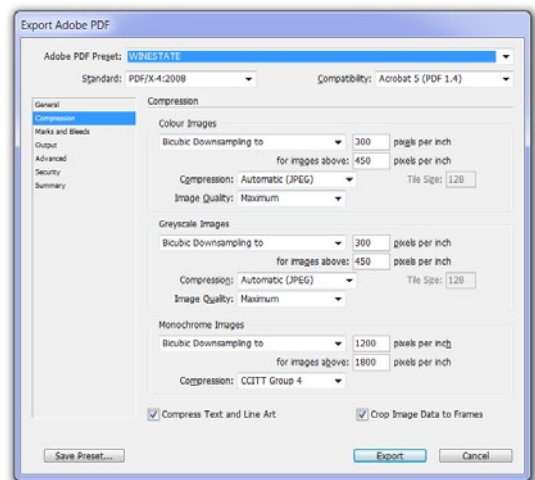 Export Adobe PDF
Adobe PDF Preset: WINESTATE
Standard: PDF/X-4:2008 Compatibility: Acrobat 5 (PDF 1.4)
General
Compression
Marks and Bleeds
Output
Advanced
Security
Summary
Compression
Colour Images
Bicubic Downsampling to 300 pixels per inch
for images above: 450 pixels per inch
Compression: Automatic (JPEG) Tile Size: 128
Image Quality: Maximum
Greyscale Images
Bicubic Downsampling to 300 pixels per inch
for images above: 450 pixels per inch
Compression: Automatic (JPEG) Tile Size: 128
Image Quality: Maximum
Monochrome Images
Bicubic Downsampling to 1200 pixels per inch
for images above: 1800 pixels per inch
Compression: CCITT Group 4
Compress Text and Line Art Crop Image Data to Frames
Save Preset... Export Cancel